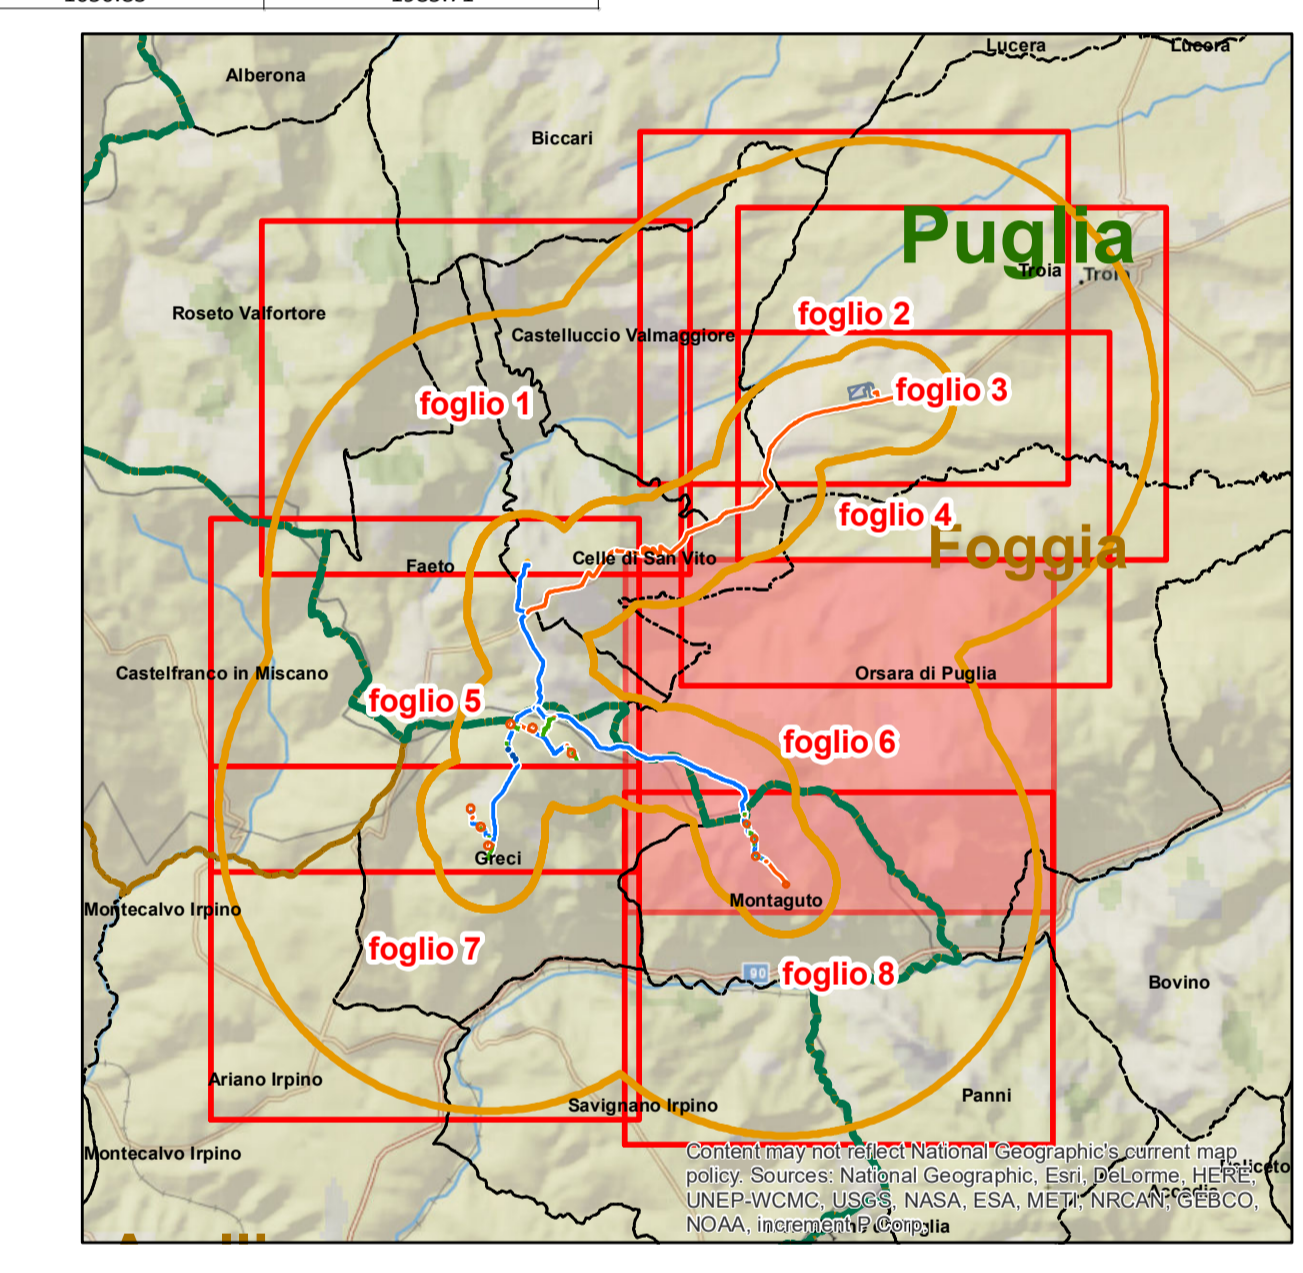 Lucera
Lucera
Alberona
Biccari
Puglia
Troia
Troia
Roseto Valfortore
foglio 2
Castelluccio Valmaggiore
foglio 1
foglio 3
foglio 4
Foggia
Faeto
Celle di San Vito
Castelfranco in Miscano
Orsara di Puglia
foglio 5
foglio 6
Greci
Montaguto
Montecalvo Irpino
foglio 7
90
foglio 8
Bovino
Ariano Irpino
Savignano Irpino
Panni
Montecalvo Irpino
Content may not reflect National Geographic's current map
policy. Sources: National Geographic, Esri, DeLorme, HERE,
UNEP-WCMC, USGS, NASA, ESA, METI, NRCAN, GEBCO,
NOAA, increment P Corp.